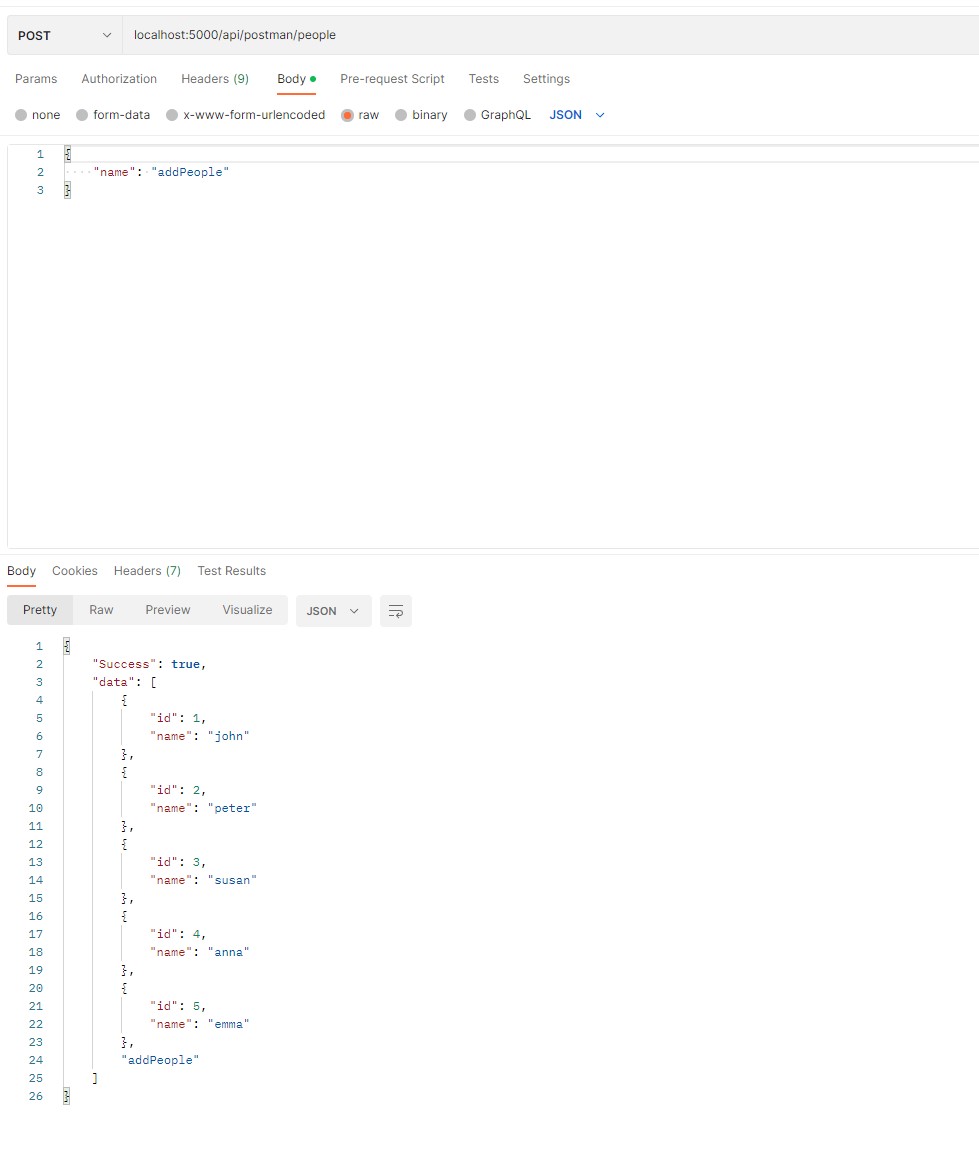 POST localhost:5000/api/postman/people
Params Authorization Headers (9) Body Pre-request Script Tests Settings
none form-data x-www-form-urlencoded raw binary GraphQL JSON
1 {
2 ····"name":·"addPeople"
3 }
Body Cookies Headers (7) Test Results
Pretty Raw Preview Visualize JSON
1 {
2 "Success": true,
3 "data": [
4 {
5 "id": 1,
6 "name": "john"
7 },
8 {
9 "id": 2,
10 "name": "peter"
11 },
12 {
13 "id": 3,
14 "name": "susan"
15 },
16 {
17 "id": 4,
18 "name": "anna"
19 },
20 {
21 "id": 5,
22 "name": "emma"
23 },
24 "addPeople"
25 ]
26 }